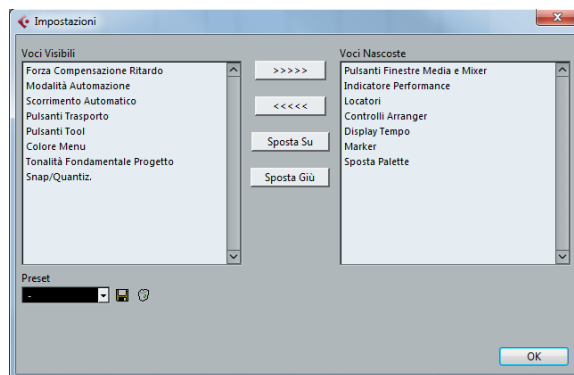 Impostazioni
Voci Visibili
Forza Compensazione Ritardo
Modalità Automazione
Scorrimento Automatico
Pulsanti Trasporto
Pulsanti Tool
Colore Menu
Tonalità Fondamentale Progetto
Snap/Quantiz.
>>>>>
<<<<<
Sposta Su
Sposta Giù
Voci Nascoste
Pulsanti Finestre Media e Mixer
Indicatore Performance
Locatori
Controlli Arranger
Display Tempo
Marker
Sposta Palette
Preset
-
OK